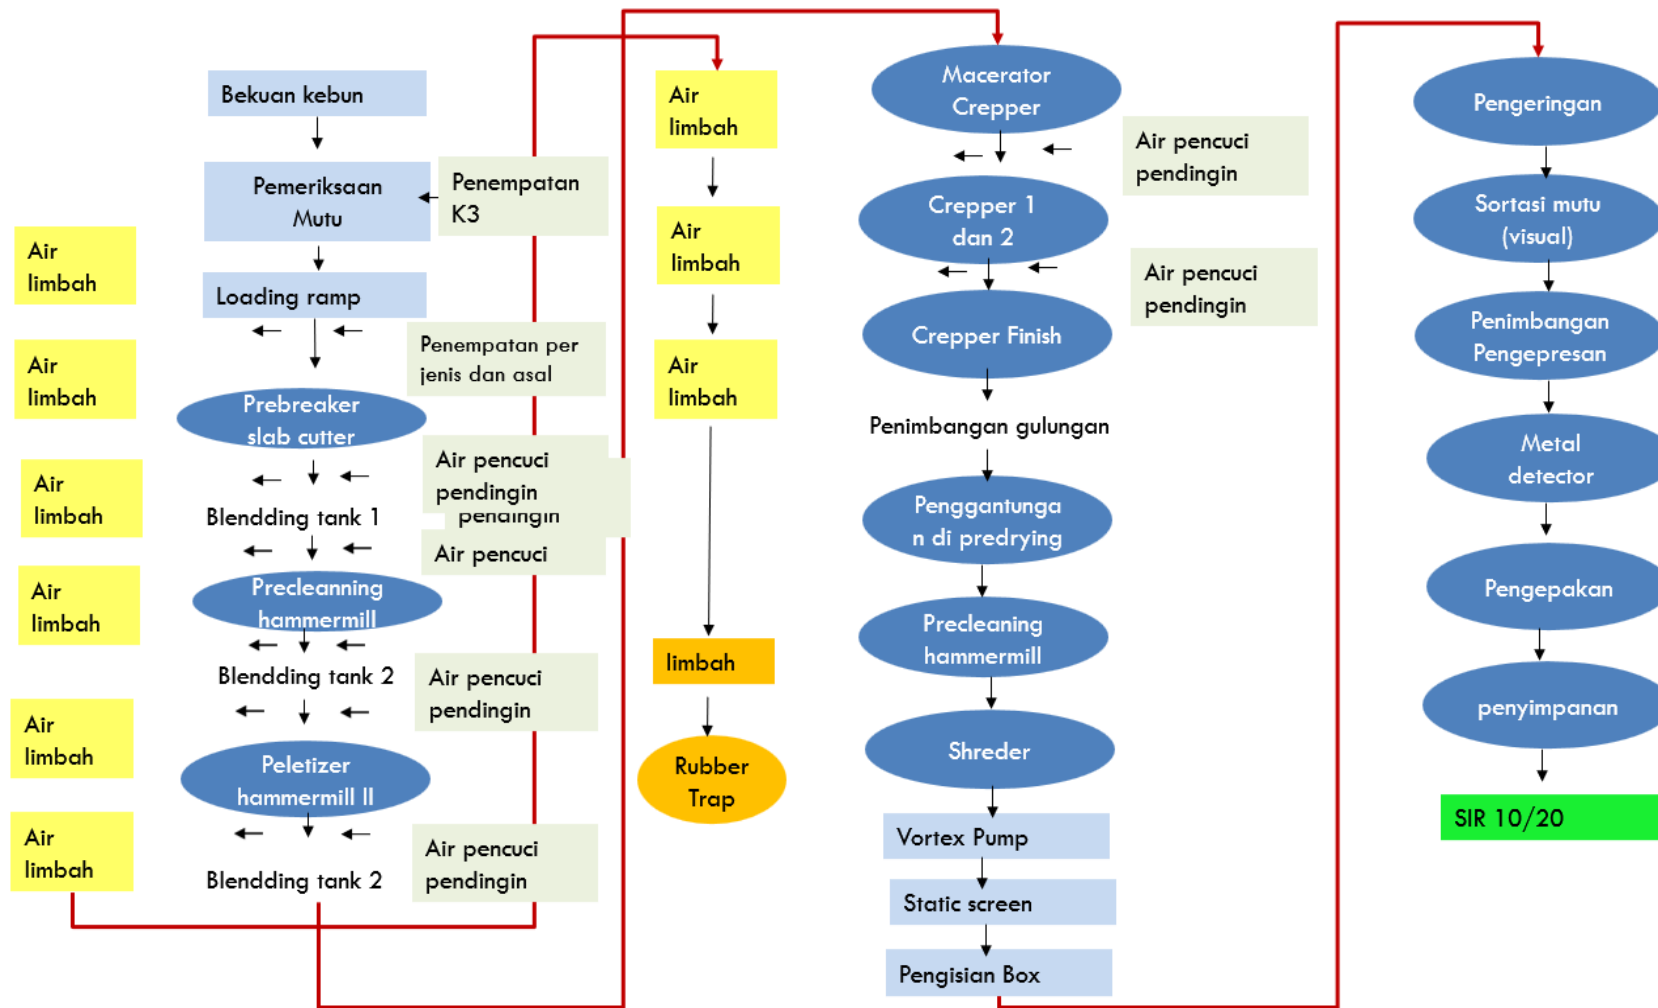 Bekuan kebun
Pemeriksaan
Mutu
Penempatan
K3
Loading ramp
Penempatan per
jenis dan asal
Prebreaker
slab cutter
Air pencuci
pendingin
pendingin
Blendding tank 1
Air pencuci
Precleanning
hammermill
Blendding tank 2
Air pencuci
pendingin
Peletizer
hammermill II
Air pencuci
pendingin
Blendding tank 2
Air
limbah
Air
limbah
Air
limbah
Air
limbah
Air
limbah
Air
limbah
Air
limbah
Air
limbah
Air
limbah
limbah
Rubber
Trap
Macerator
Crepper
Air pencuci
pendingin
Crepper 1
dan 2
Air pencuci
pendingin
Crepper Finish
Penimbangan gulungan
Penggantunga
n di predrying
Precleaning
hammermill
Shreder
Vortex Pump
Static screen
Pengisian Box
Pengeringan
Sortasi mutu
(visual)
Penimbangan
Pengepresan
Metal
detector
Pengepakan
penyimpanan
SIR 10/20